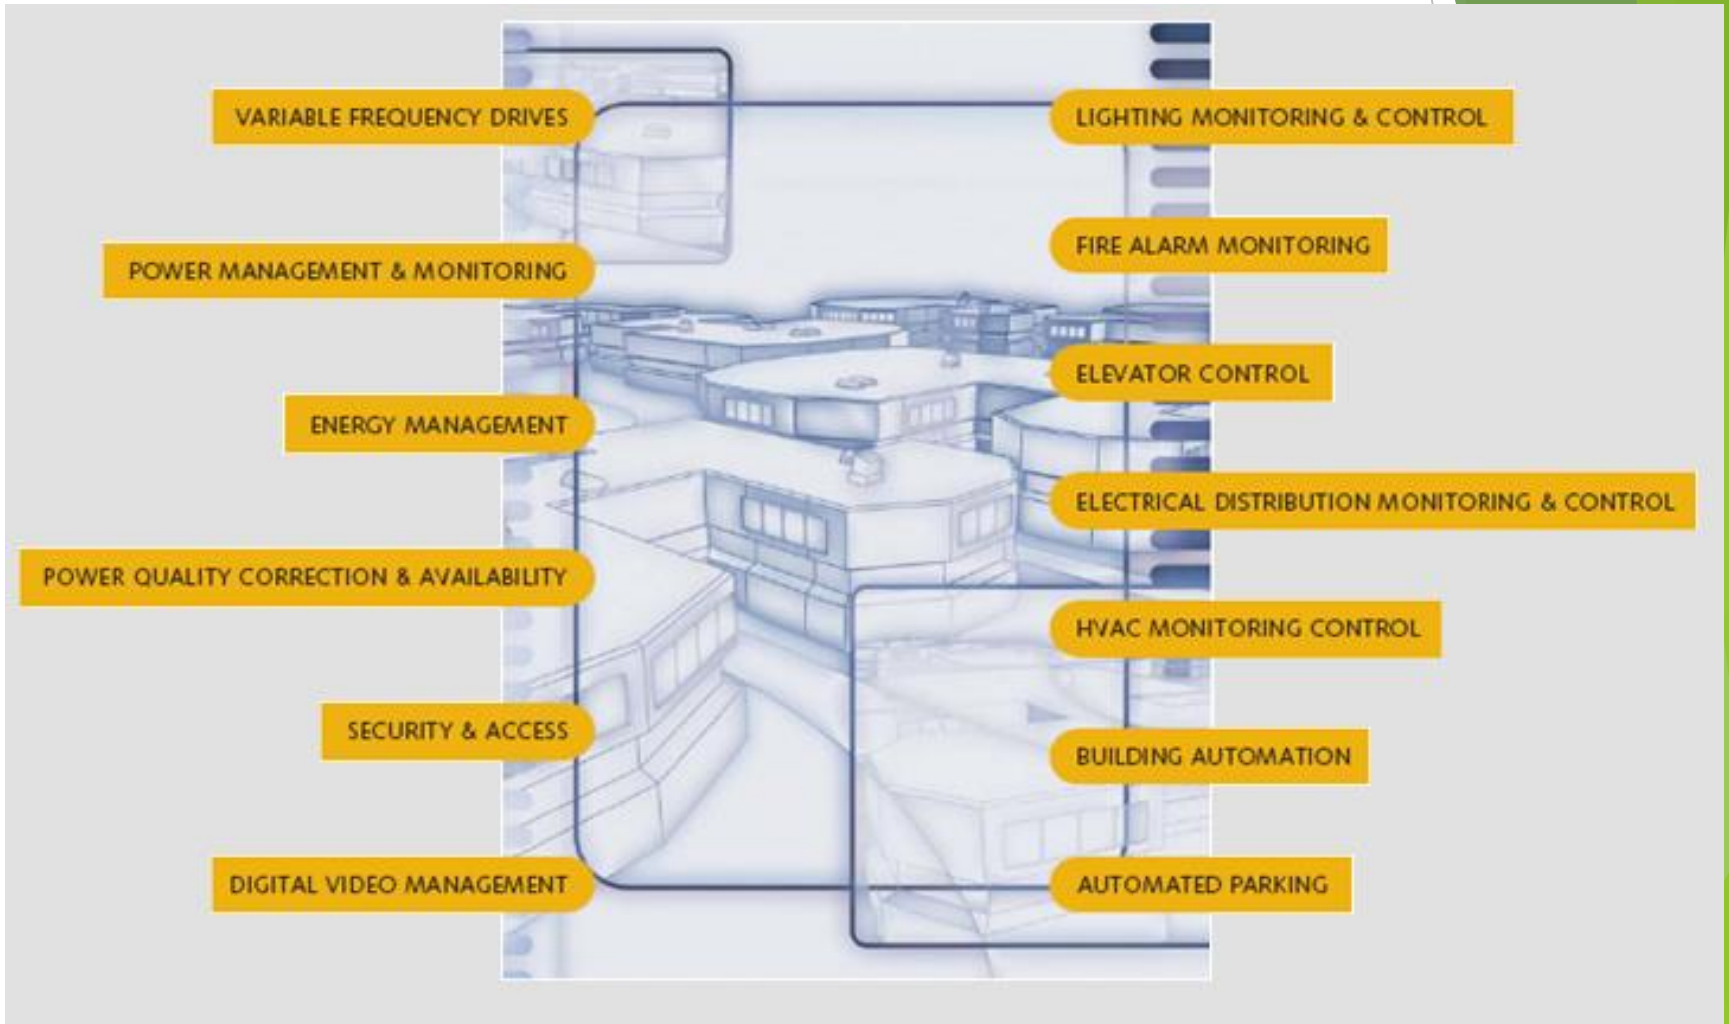 VARIABLE FREQUENCY DRIVES
POWER MANAGEMENT & MONITORING
ENERGY MANAGEMENT
POWER QUALITY CORRECTION & AVAILABILITY
SECURITY & ACCESS
DIGITAL VIDEO MANAGEMENT
LIGHTING MONITORING & CONTROL
FIRE ALARM MONITORING
ELEVATOR CONTROL
ELECTRICAL DISTRIBUTION MONITORING & CONTROL
HVAC MONITORING CONTROL
BUILDING AUTOMATION
AUTOMATED PARKING